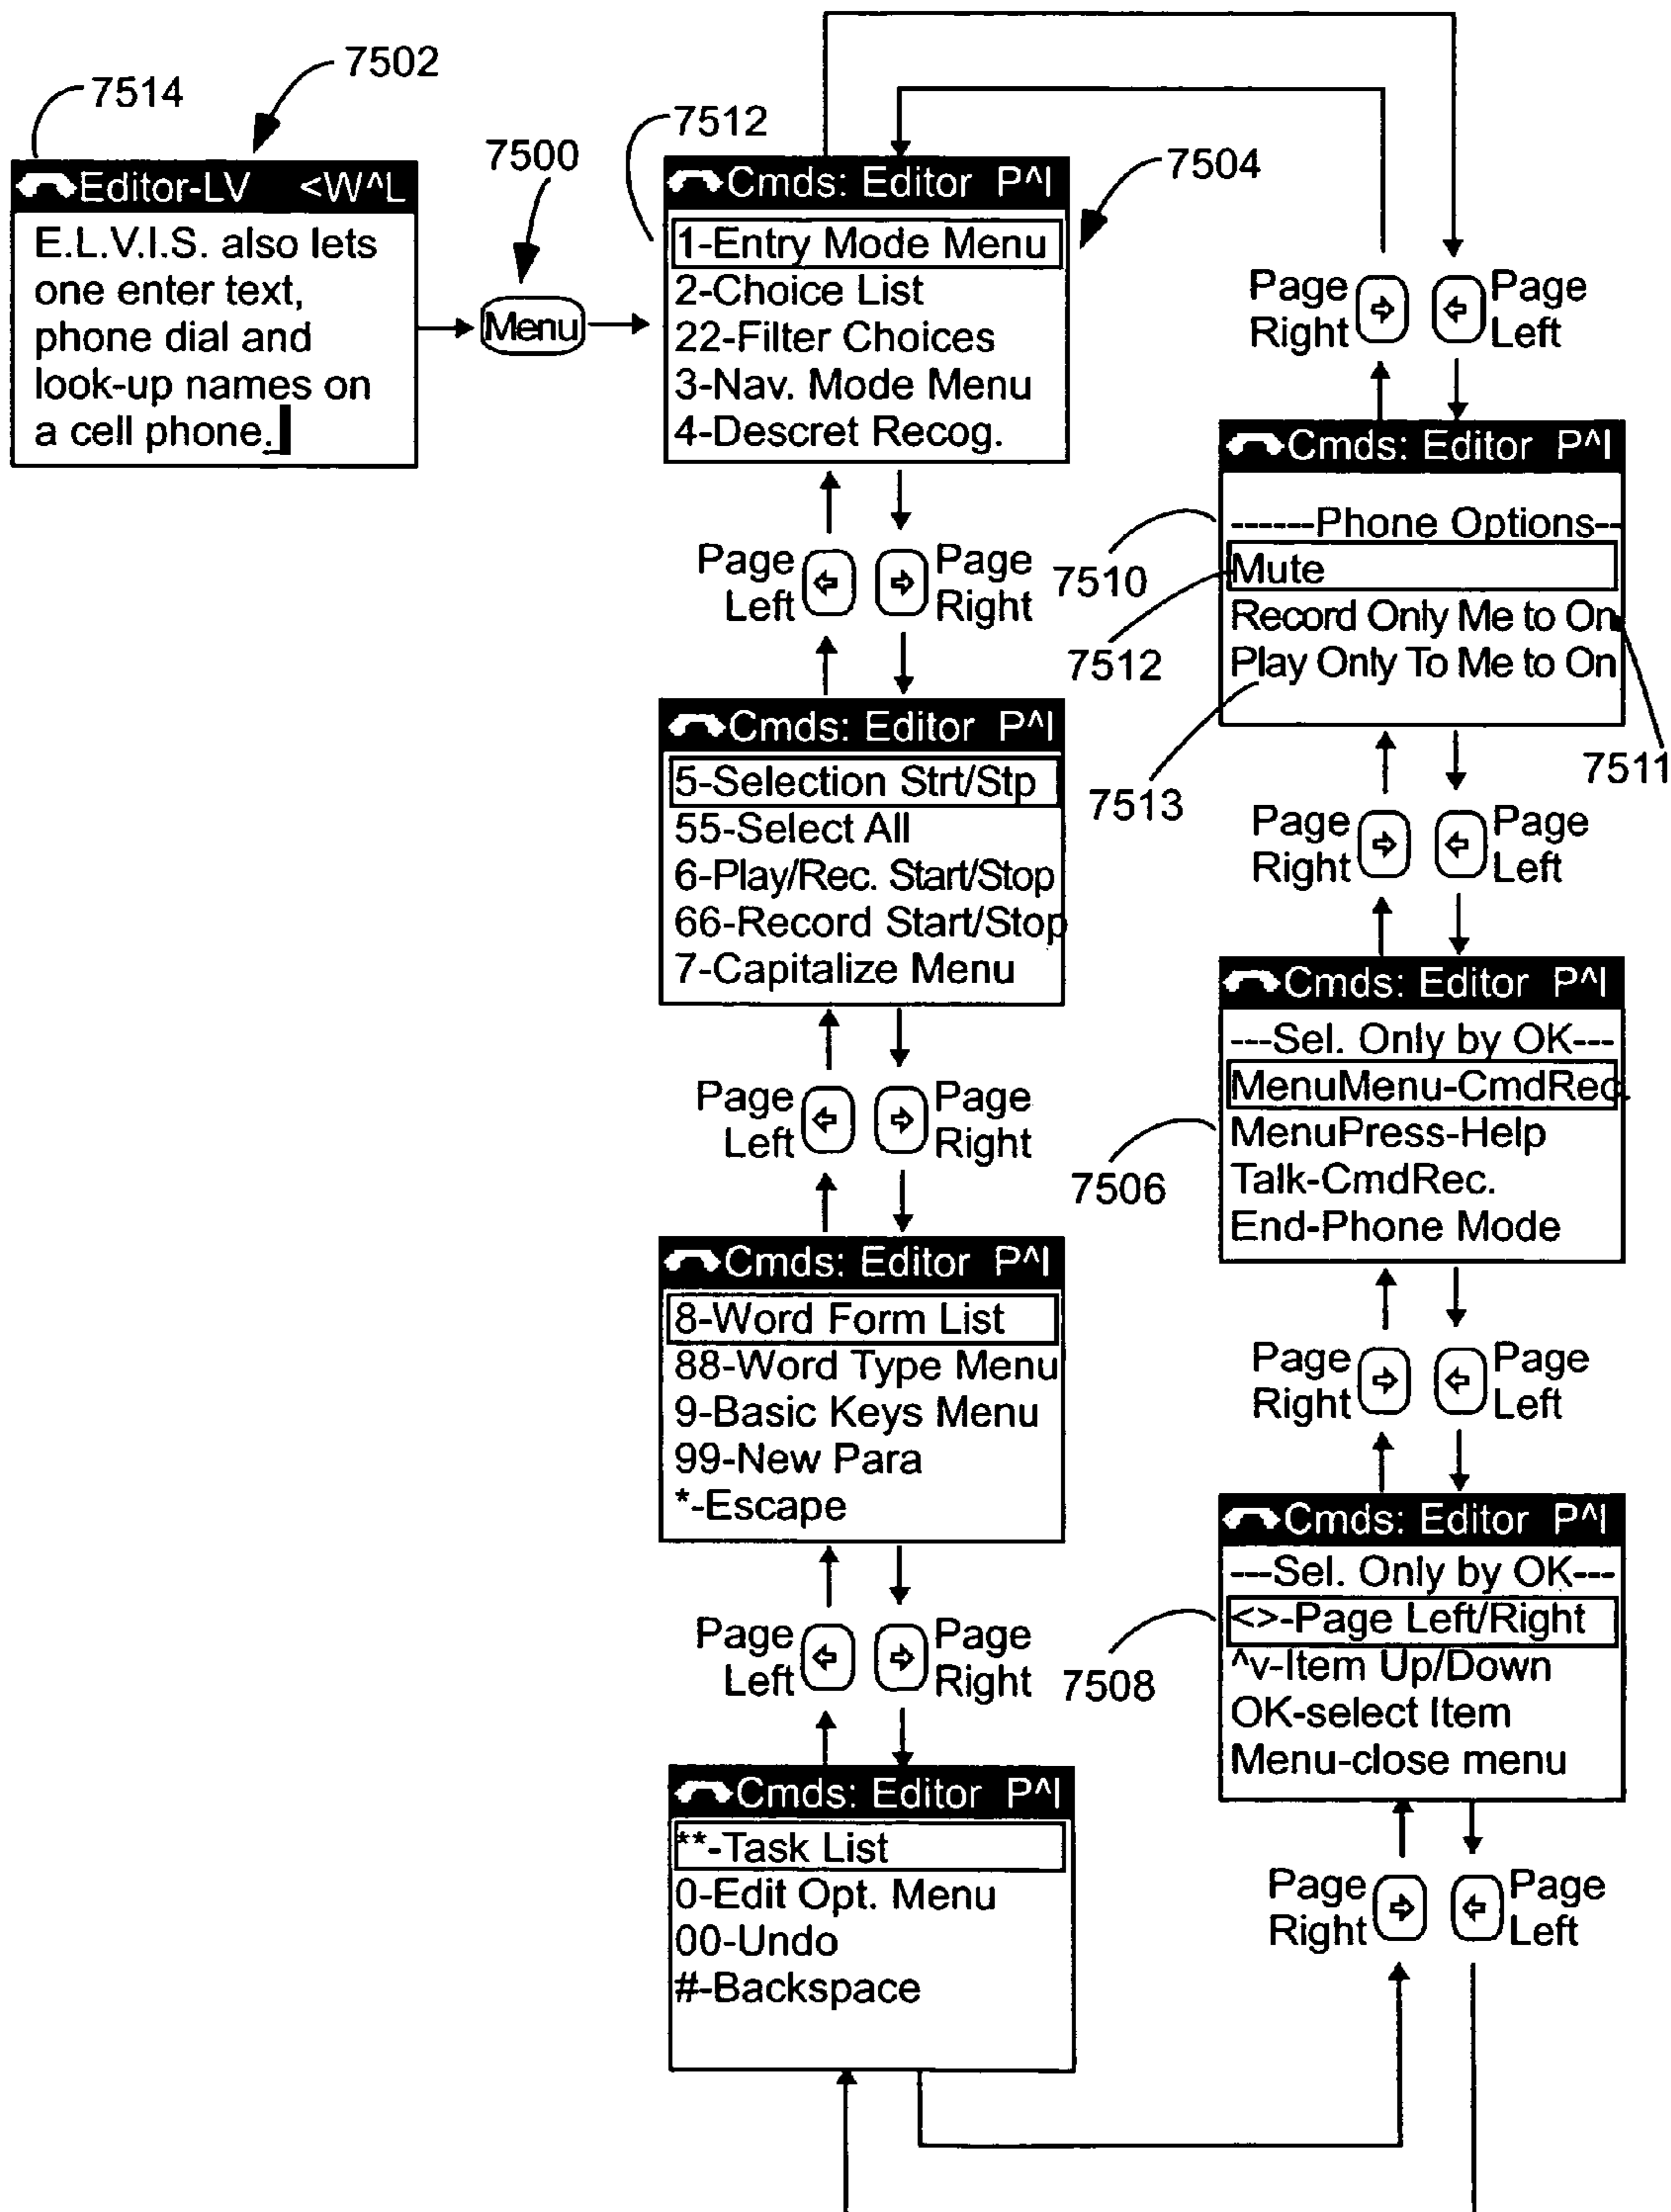 7514
7502
Editor-LV <W^L
E.L.V.I.S. also lets
one enter text,
phone dial and
look-up names on
a cell phone.
7500
Menu
7512
7504
Cmds: Editor P^I
1-Entry Mode Menu
2-Choice List
22-Filter Choices
3-Nav. Mode Menu
4-Descret Recog.
Page
Left
Page
Right
Cmds: Editor P^I
5-Selection Strt/Stp
55-Select All
6-Play/Rec. Start/Stop
66-Record Start/Stop
7-Capitalize Menu
Page
Left
Page
Right
Cmds: Editor P^I
8-Word Form List
88-Word Type Menu
9-Basic Keys Menu
99-New Para
*-Escape
Page
Left
Page
Right
Cmds: Editor P^I
**-Task List
0-Edit Opt. Menu
00-Undo
#-Backspace
Page
Right
Page
Left
Cmds: Editor P^I
------Phone Options--
Mute
Record Only Me to On
Play Only To Me to On
7510
7512
7513
7511
Page
Right
Page
Left
Cmds: Editor P^I
---Sel. Only by OK---
MenuMenu-CmdRec.
MenuPress-Help
Talk-CmdRec.
End-Phone Mode
7506
Page
Right
Page
Left
Cmds: Editor P^I
---Sel. Only by OK---
<>-Page Left/Right
^v-Item Up/Down
OK-select Item
Menu-close menu
7508
Page
Right
Page
Left